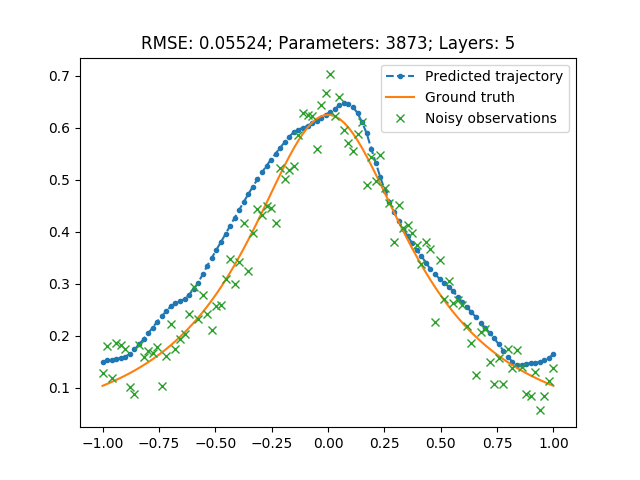 RMSE: 0.05524; Parameters: 3873; Layers: 5
Predicted trajectory
Ground truth
Noisy observations
0.7
0.6
0.5
0.4
0.3
0.2
0.1
−1.00 −0.75 −0.50 −0.25 0.00 0.25 0.50 0.75 1.00